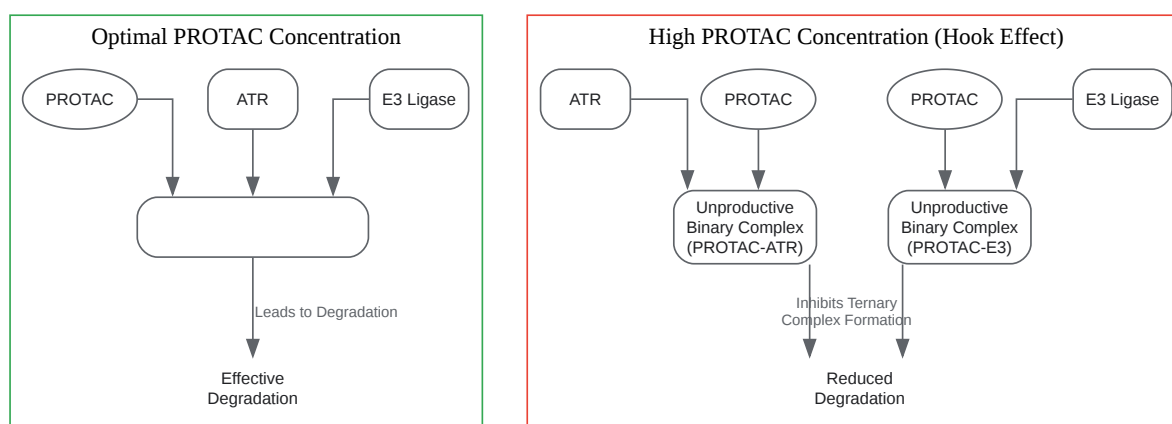 Optimal PROTAC Concentration
PROTAC
ATR
E3 Ligase
Leads to Degradation
Effective
Degradation
High PROTAC Concentration (Hook Effect)
ATR
PROTAC
PROTAC
E3 Ligase
Unproductive
Binary Complex
(PROTAC-ATR)
Unproductive
Binary Complex
(PROTAC-E3)
Inhibits Ternary
Complex Formation
Reduced
Degradation